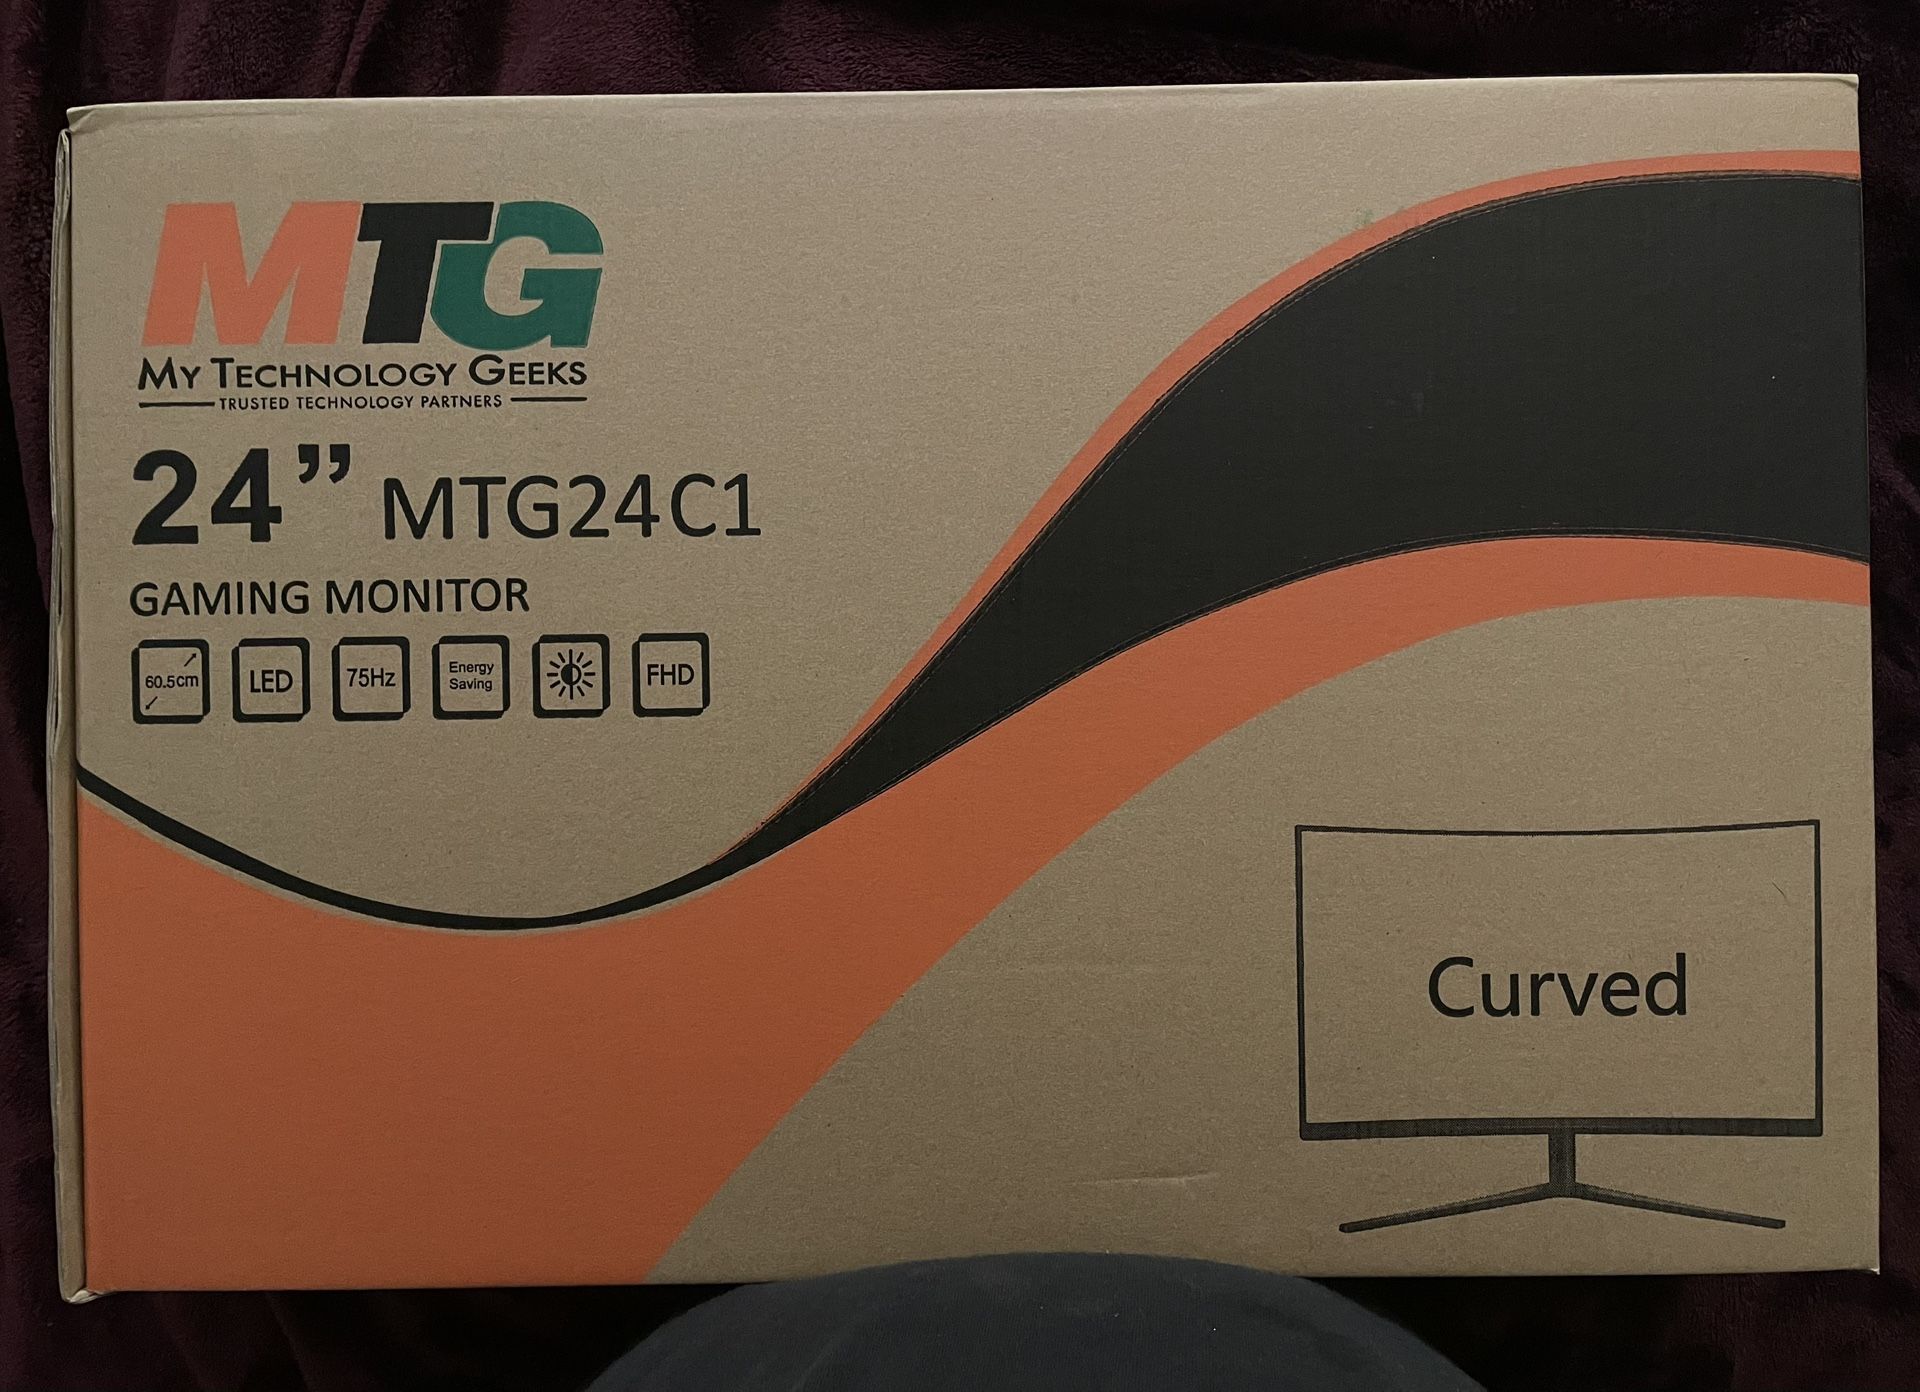 MTG
MY TECHNOLOGY GEEKS
TRUSTED TECHNOLOGY PARTNERS
24” MTG24C1
GAMING MONITOR
60.5cm
LED
75Hz
Energy
Saving
FHD
Curved